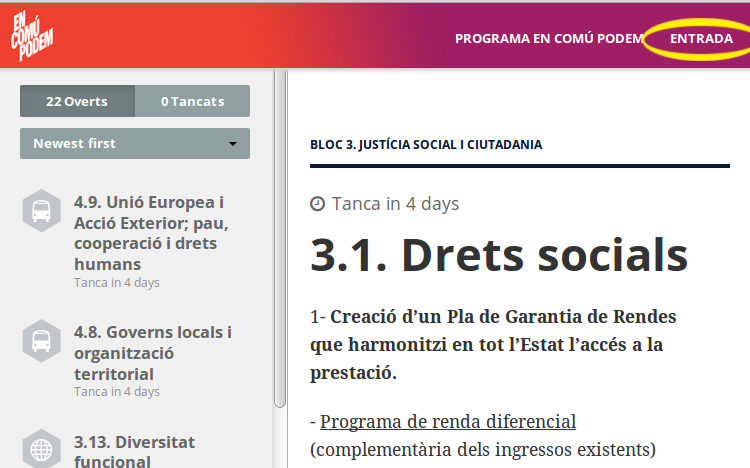 EN
COMÚ
PODEM
PROGRAMA EN COMÚ PODEM
ENTRADA
22 Overts
0 Tancats
Newest first
4.9. Unió Europea i
Acció Exterior; pau,
cooperació i drets
humans
Tanca in 4 days
4.8. Governs locals i
organització
territorial
Tanca in 4 days
3.13. Diversitat
funcional
BLOC 3. JUSTÍCIA SOCIAL I CIUTADANIA
Tanca in 4 days
3.1. Drets socials
1- Creació d’un Pla de Garantia de Rendes
que harmonitzi en tot l’Estat l’accés a la
prestació.
- Programa de renda diferencial
(complementària dels ingressos existents)